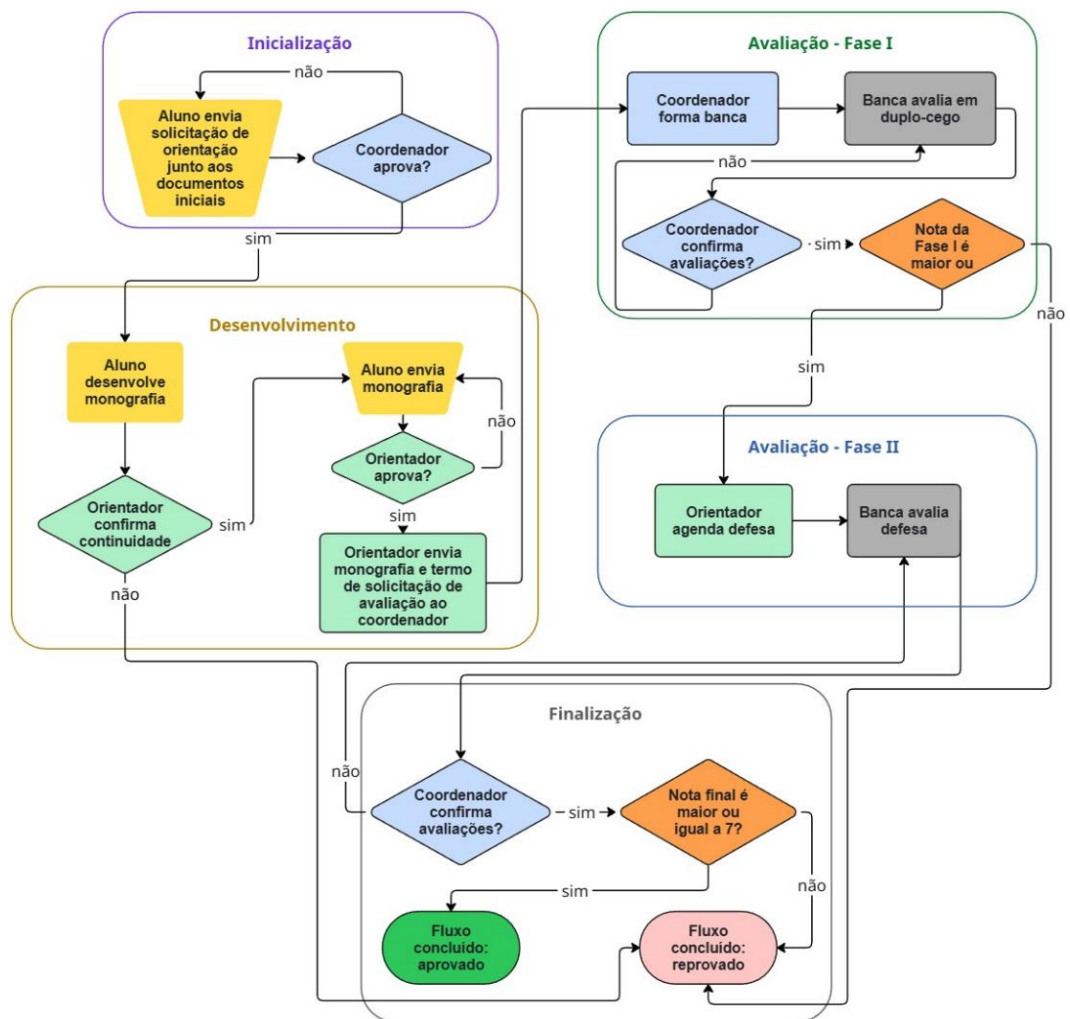 Inicialização
não
Aluno envia
solicitação de
orientação
junto aos
documentos
iniciais
Coordenador
aprova?
sim
Desenvolvimento
Aluno
desenvolve
monografia
Aluno envia
monografia
não
Orientador
aprova?
Orientador
confirma
continuidade
sim
sim
Orientador envia
monografia e termo
de solicitação de
avaliação ao
coordenador
não
Avaliação - Fase I
Coordenador
forma banca
Banca avalia em
duplo-cego
não
Coordenador
confirma
avaliações?
sim
Nota da
Fase I é
maior ou
não
sim
Avaliação - Fase II
Orientador
agenda defesa
Banca avalia
defesa
Finalização
não
Coordenador
confirma
avaliações?
sim
Nota final é
maior ou
igual a 7?
sim
não
Fluxo
concluído:
aprovado
Fluxo
concluído:
reprovado